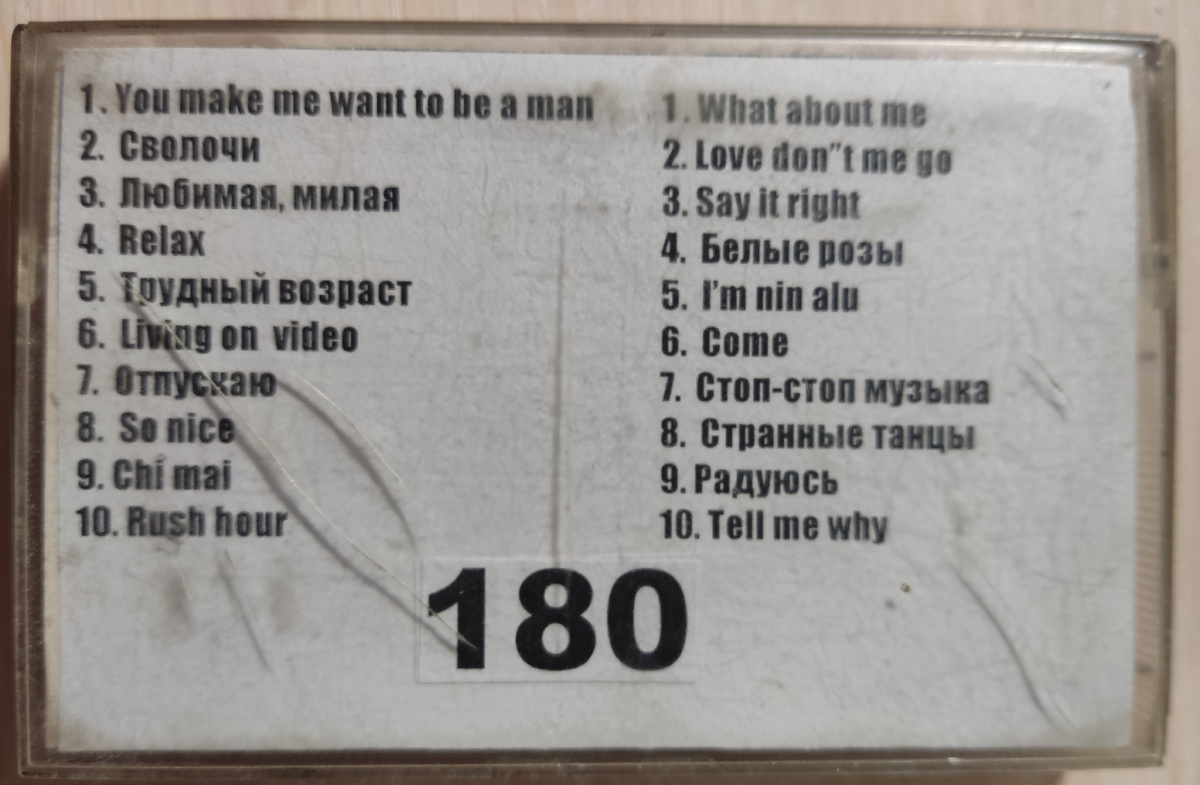 1. You make me want to be a man
2. Сволочи
3. Любимая, милая
4. Relax
5. Трудный возраст
6. Living on video
7. Отпускаю
8. So nice
9. Chi mai
10. Rush hour
1. What about me
2. Love don"t me go
3. Say it right
4. Белые розы
5. I'm nin alu
6. Come
7. Стоп-стоп музыка
8. Странные танцы
9. Радуюсь
10. Tell me why
180